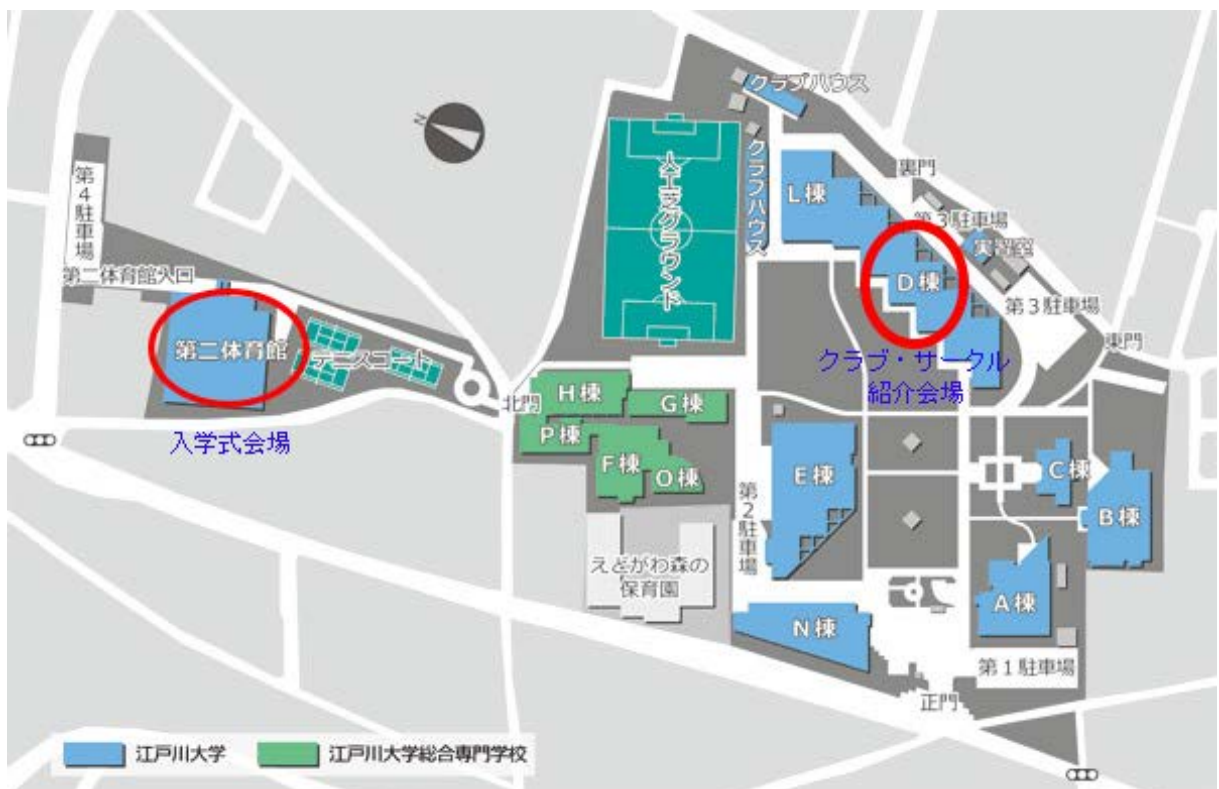 クラブハウス
N
人工芝グラウンド
クラブハウス
L棟
裏門
第4駐車場
第3駐車場
実習室
第二体育館入口
D棟
第3駐車場
第二体育館
テニスコート
東門
クラブ・サークル
紹介会場
北門
H棟
G棟
入学式会場
P棟
F棟
O棟
E棟
C棟
第2駐車場
B棟
えどがわ森の
保育園
A棟
N棟
第1駐車場
正門
江戸川大学
江戸川大学総合専門学校